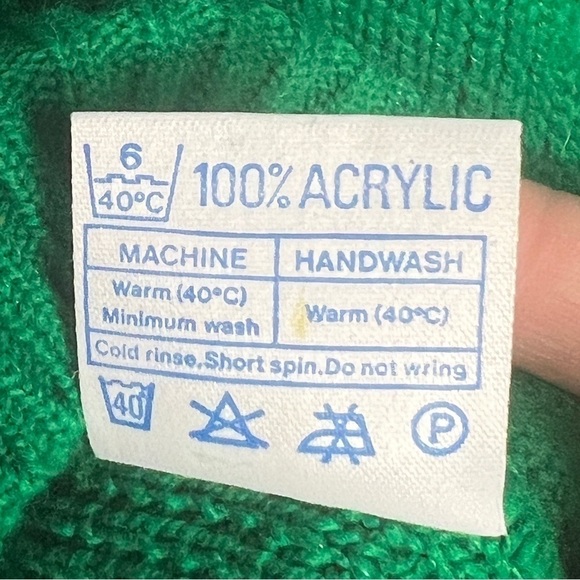 6
40°C
100% ACRYLIC
MACHINE HANDWASH
Warm (40°C)
Minimum wash
Warm (40°C)
Cold rinse.Short spin.Do not wring
40 P